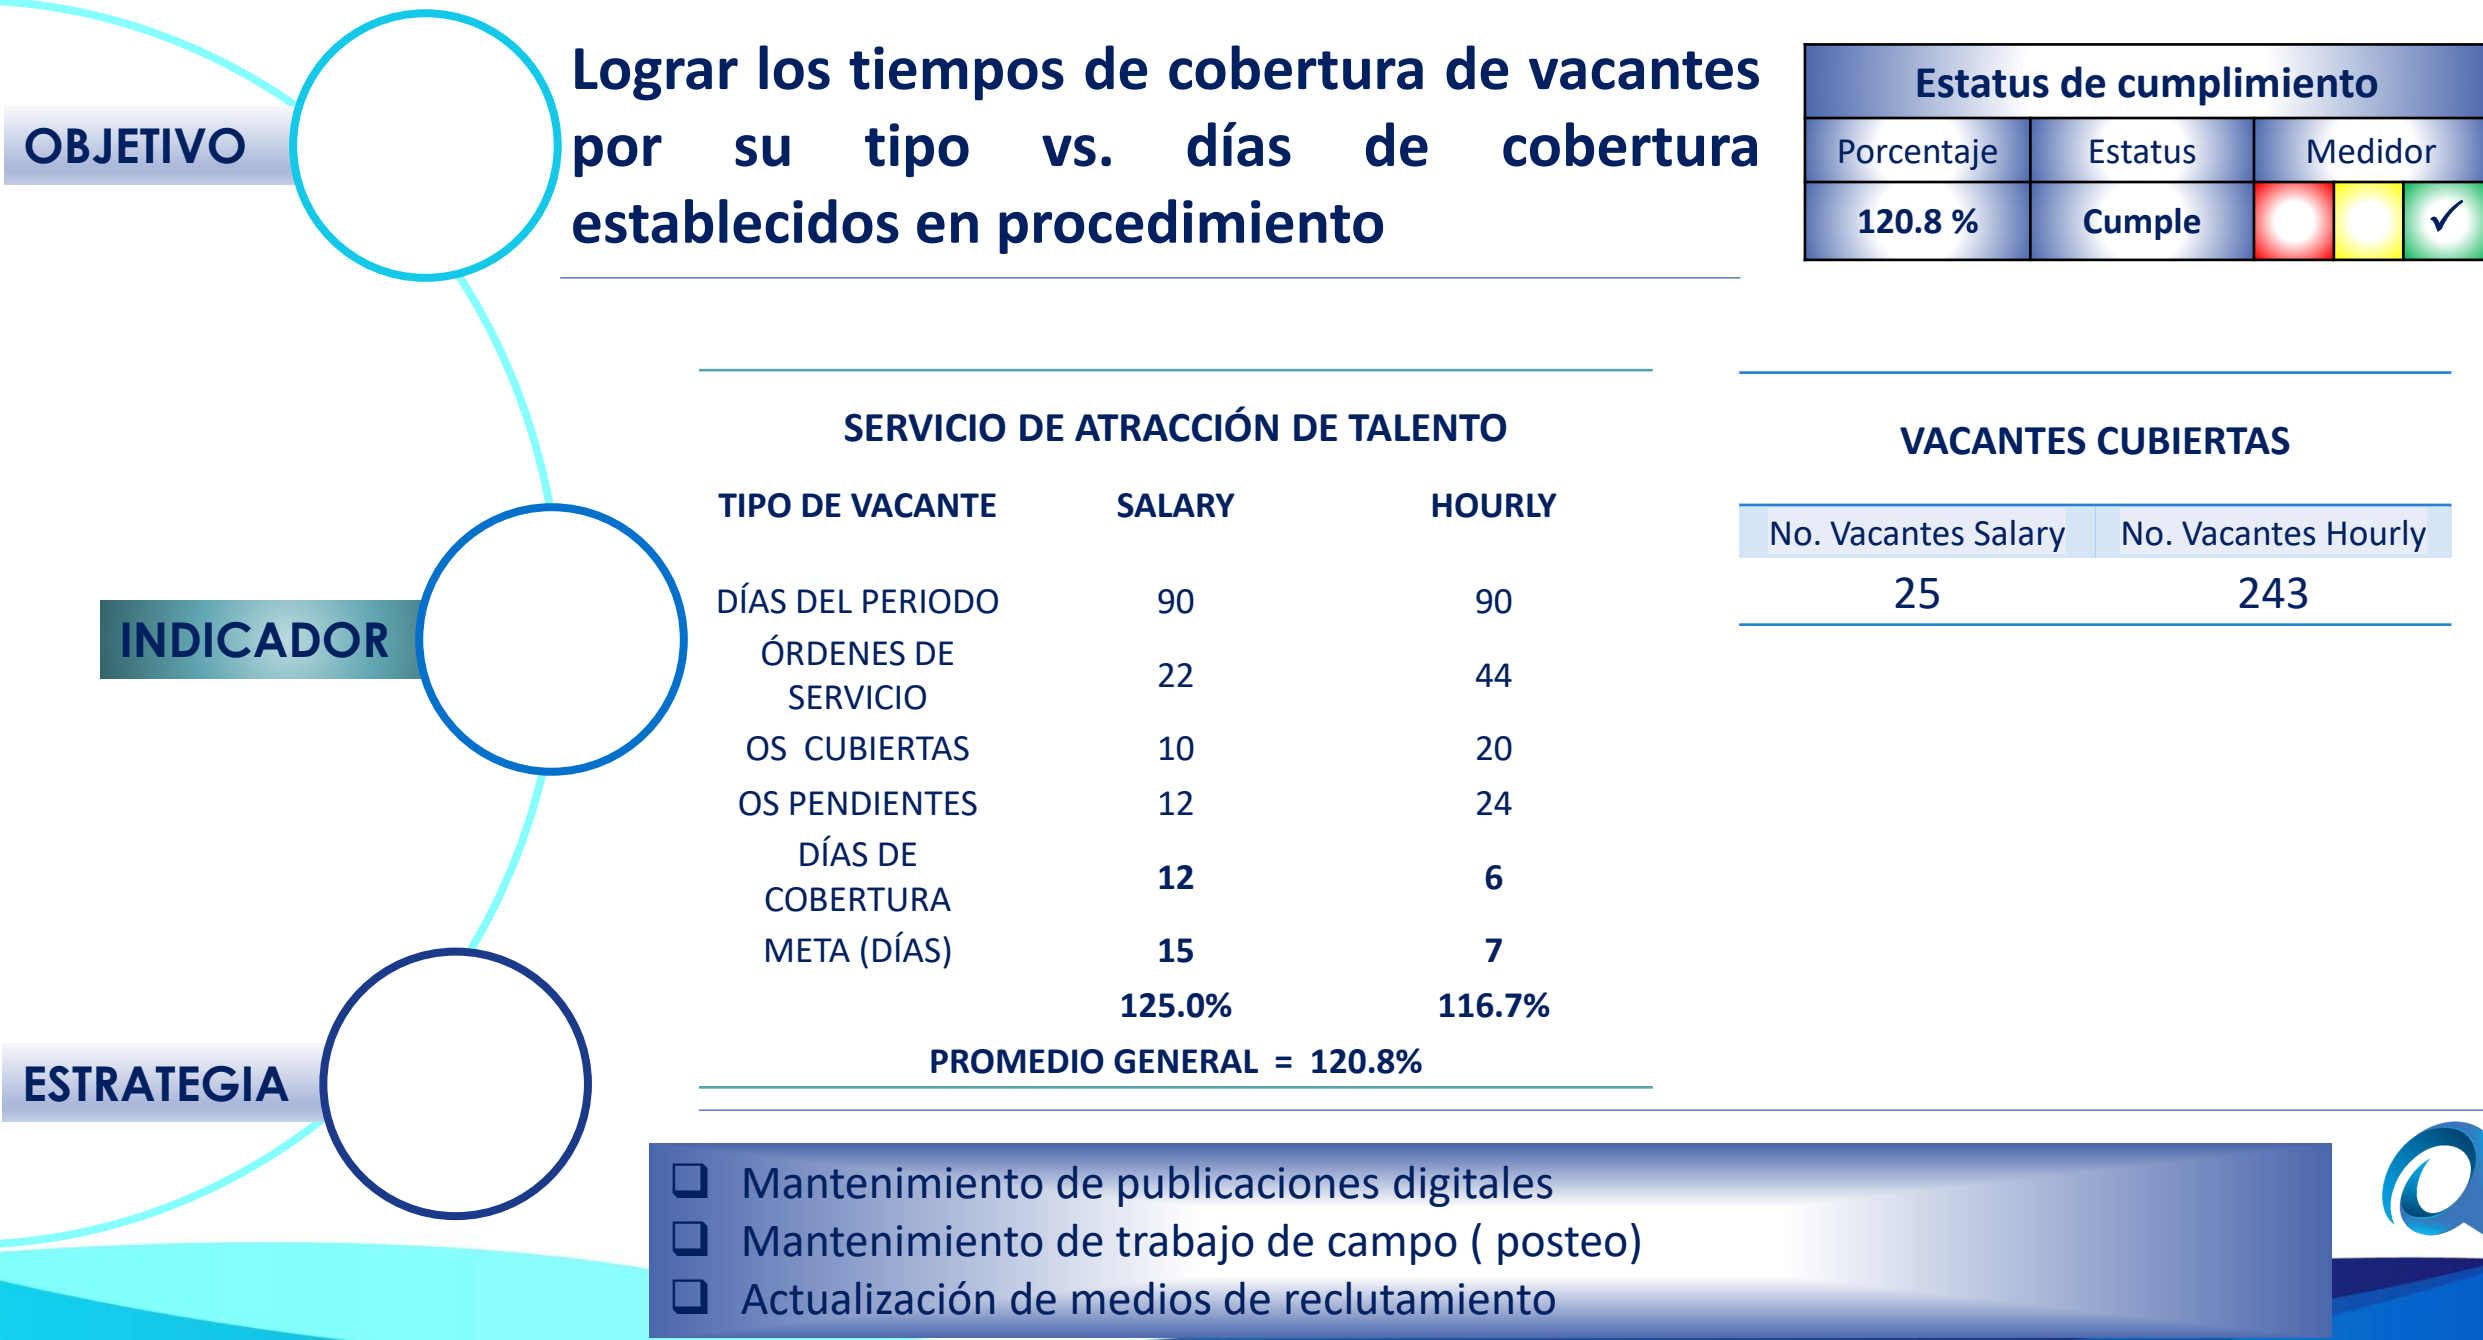 OBJETIVO
Lograr los tiempos de cobertura de vacantes
por su tipo vs. días de cobertura
establecidos en procedimiento
Estatus de cumplimiento
Porcentaje Estatus Medidor
120.8 % Cumple ✓
INDICADOR
SERVICIO DE ATRACCIÓN DE TALENTO
TIPO DE VACANTE SALARY HOURLY
DÍAS DEL PERIODO 90 90
ÓRDENES DE
SERVICIO 22 44
OS CUBIERTAS 10 20
OS PENDIENTES 12 24
DÍAS DE
COBERTURA 12 6
META (DÍAS) 15 7
125.0% 116.7%
PROMEDIO GENERAL = 120.8%
VACANTES CUBIERTAS
No. Vacantes Salary No. Vacantes Hourly
25 243
ESTRATEGIA
❑ Mantenimiento de publicaciones digitales
❑ Mantenimiento de trabajo de campo ( posteo)
❑ Actualización de medios de reclutamiento